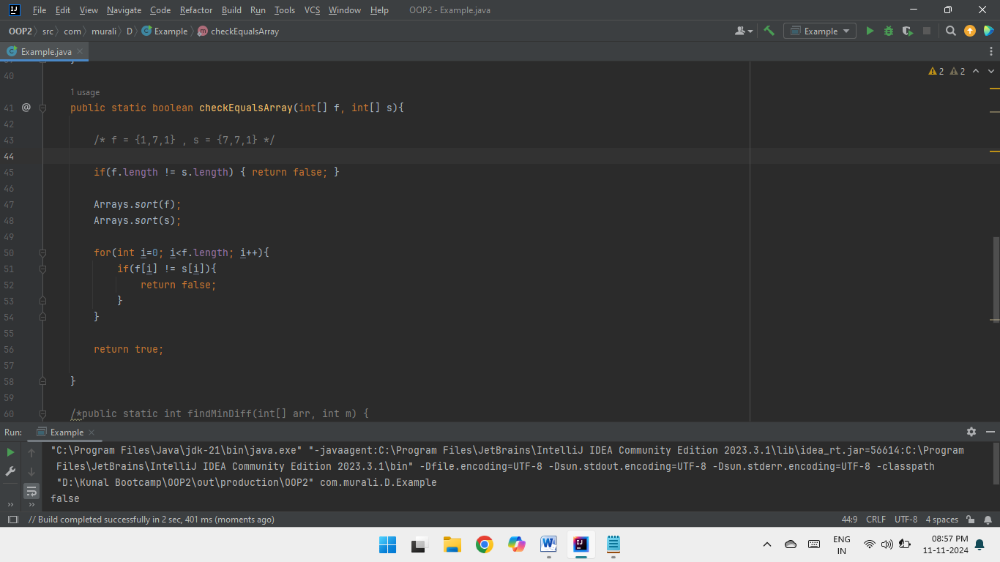 File Edit View Navigate Code Refactor Build Run Tools VCS Window Help OOP2 - Example.java
OOP2 src com murali D Example checkEqualsArray Example
Example.java
2 2
40
1 usage
41 @ public static boolean checkEqualsArray(int[] f, int[] s){
42
43 /* f = {1,7,1} , s = {7,7,1} */
44
45 if(f.length != s.length) { return false; }
46
47 Arrays.sort(f);
48 Arrays.sort(s);
49
50 for(int i=0; i<f.length; i++){
51 if(f[i] != s[i]){
52 return false;
53 }
54 }
55
56 return true;
57
58 }
59
60 /*public static int findMinDiff(int[] arr, int m) {
Run: Example
"C:\Program Files\Java\jdk-21\bin\java.exe" "-javaagent:C:\Program Files\JetBrains\IntelliJ IDEA Community Edition 2023.3.1\lib\idea_rt.jar=56614:C:\Program
Files\JetBrains\IntelliJ IDEA Community Edition 2023.3.1\bin" -Dfile.encoding=UTF-8 -Dsun.stdout.encoding=UTF-8 -Dsun.stderr.encoding=UTF-8 -classpath
"D:\Kunal Bootcamp\OOP2\out\production\OOP2" com.murali.D.Example
false
// Build completed successfully in 2 sec, 401 ms (moments ago) 44:9 CRLF UTF-8 4 spaces
ENG
IN
08:57 PM
11-11-2024